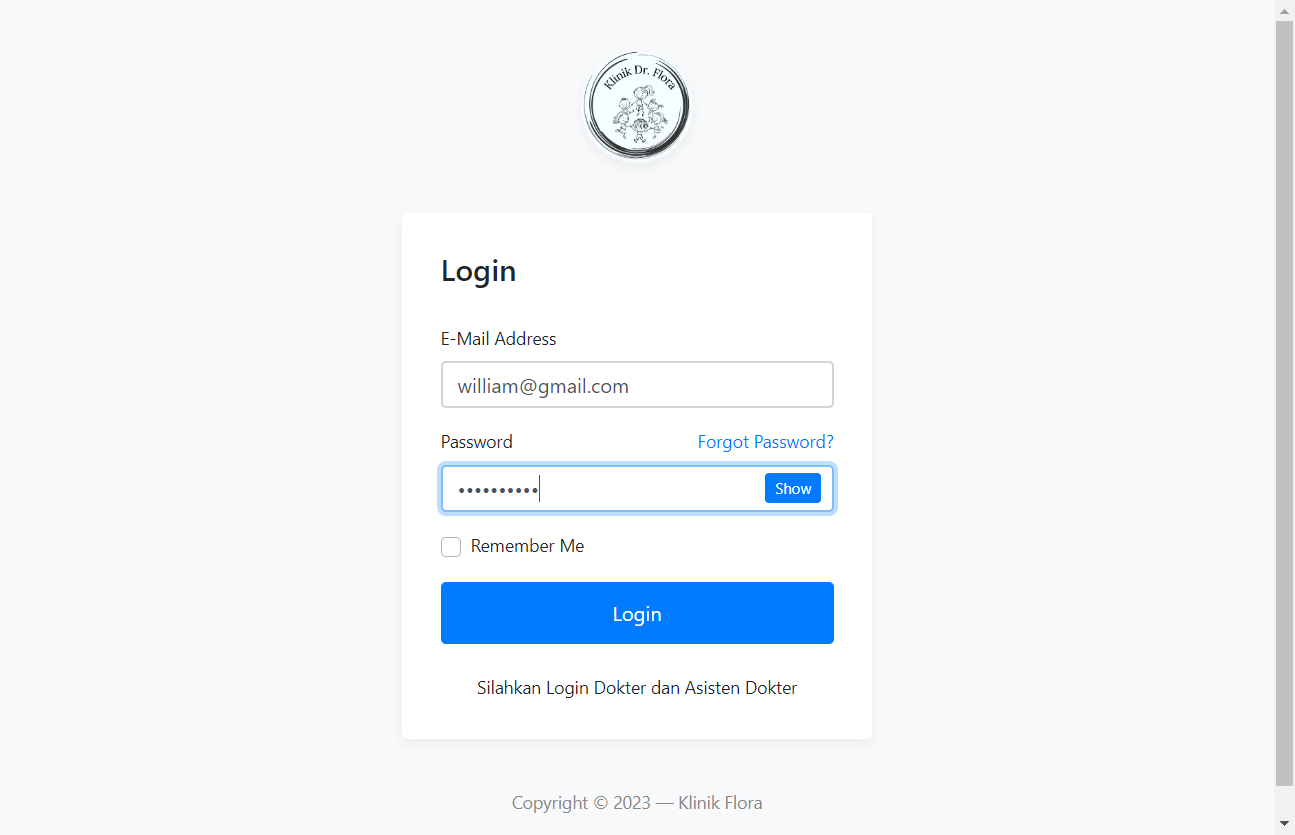 Klinik Dr. Flora
Login
E-Mail Address
william@gmail.com
Password Forgot Password?
•••••••••• Show
Remember Me
Login
Silahkan Login Dokter dan Asisten Dokter
Copyright © 2023 — Klinik Flora